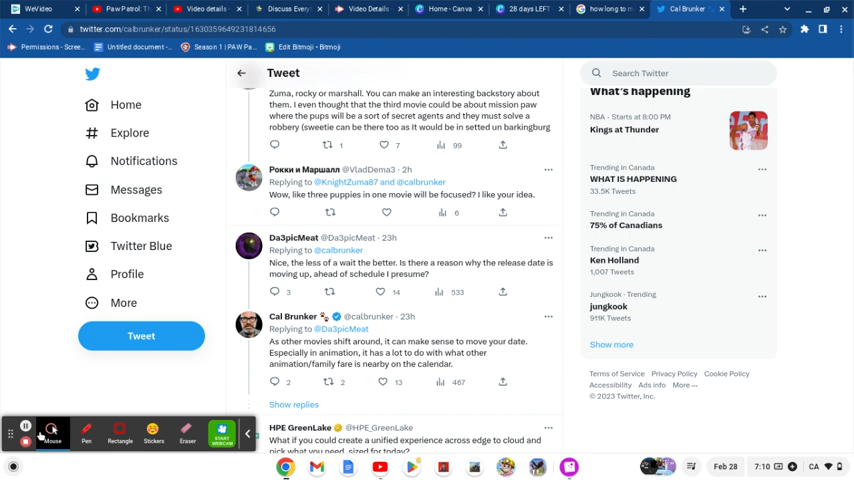 WeVideo
Paw Patrol: Th
Video details
Discuss Every
Video Details
Home - Canva
28 days LEFT
how long to m
Cal Brunker
twitter.com/calbrunker/status/1630359649231814656
Permissions - Scree...
Untitled document -...
Season 1 | PAW Pa...
Edit Bitmoji • Bitmoji
Home
Explore
Notifications
Messages
Bookmarks
Twitter Blue
Profile
More
Tweet
Tweet
Zuma, rocky or marshall. You can make an interesting backstory about
them. I even thought that the third movie could be about mission paw
where the pups will be a sort of secret agents and they must solve a
robbery (sweetie can be there too as It would be in setted un barkingburg
1 7 99
Рокки и Маршалл @VladDema3 · 2h
Replying to @KnightZuma87 and @calbrunker
Wow, like three puppies in one movie will be focused? I like your idea.
6
Da3picMeat @Da3picMeat · 23h
Replying to @calbrunker
Nice, the less of a wait the better. Is there a reason why the release date is
moving up, ahead of schedule I presume?
3 14 533
Cal Brunker @calbrunker · 23h
Replying to @Da3picMeat
As other movies shift around, it can make sense to move your date.
Especially in animation, it has a lot to do with what other
animation/family fare is nearby on the calendar.
2 2 13 467
Show replies
HPE GreenLake @HPE_GreenLake
What if you could create a unified experience across edge to cloud and
pick what you need, sized for today?
Search Twitter
What's happening
NBA · Starts at 8:00 PM
Kings at Thunder
Trending in Canada
WHAT IS HAPPENING
33.5K Tweets
Trending in Canada
75% of Canadians
Trending in Canada
Ken Holland
1,007 Tweets
Jungkook · Trending
jungkook
911K Tweets
Show more
Terms of Service Privacy Policy Cookie Policy
Accessibility Ads info More ···
© 2023 Twitter, Inc.
Mouse
Pen
Rectangle
Stickers
Eraser
START
WEBCAM
Feb 28
7:10
CA